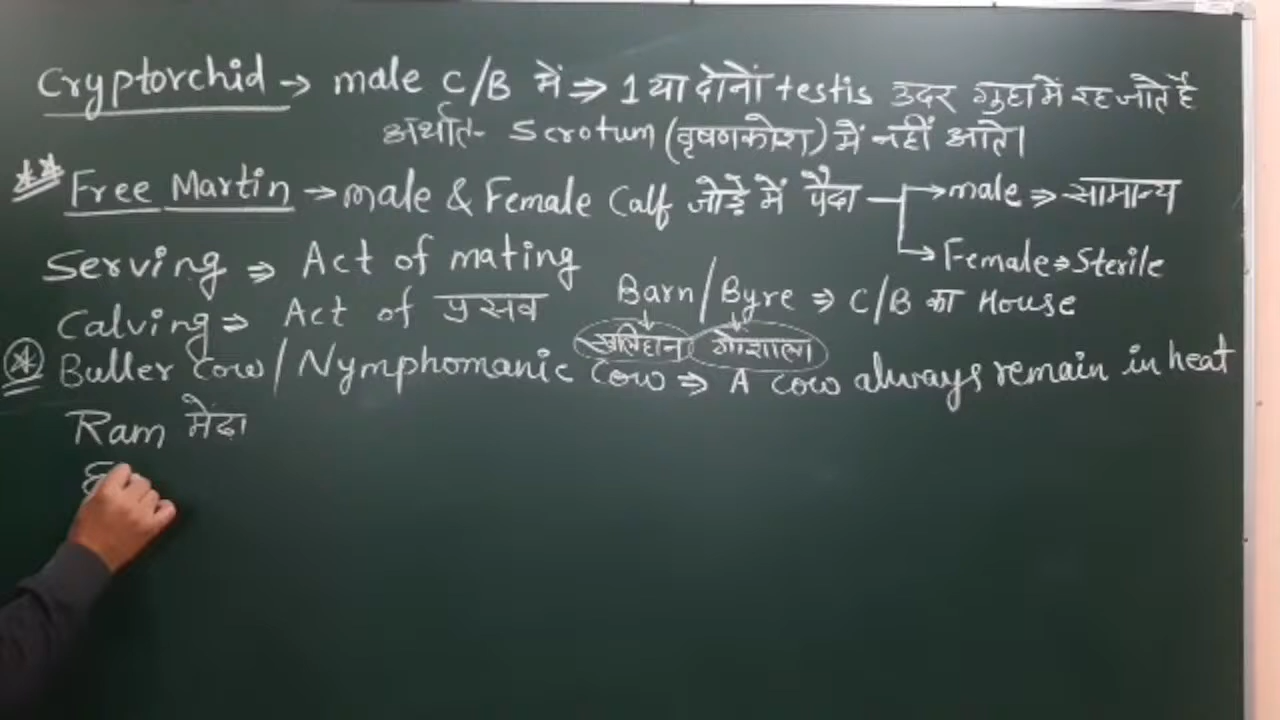 Cryptorchid → male C/B में ⇒ 1 या दोनों testis उदर गुहा में रह जाते है
अर्थात- Scrotum (वृषणकोश) में नहीं आते।
Free Martin → male & Female Calf जोड़े में पैदा → male ⇒ सामान्य
→ Female ⇒ Sterile
Serving ⇒ Act of mating
Barn/Byre ⇒ C/B का House
Calving ⇒ Act of प्रसव
खलिहान गौशाला
Buller Cow/Nymphomanic Cow ⇒ A cow always remain in heat
Ram मेढा